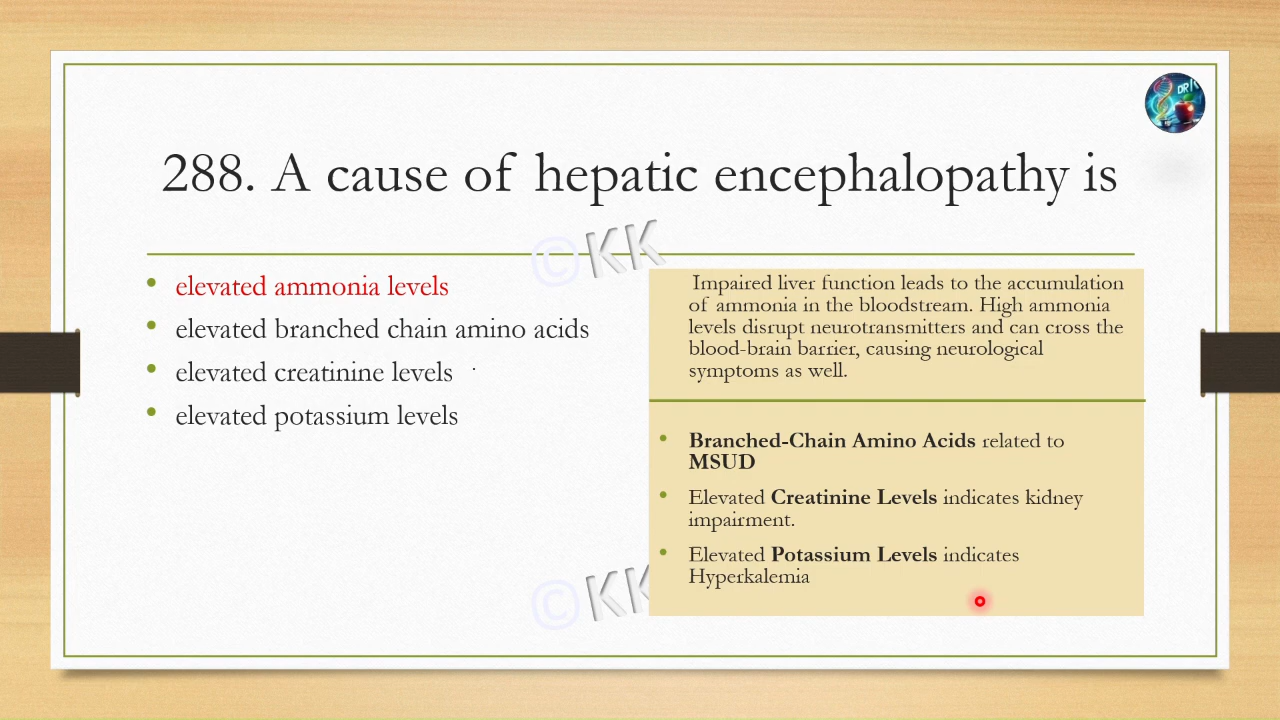 DR
288. A cause of hepatic encephalopathy is
©KK
• elevated ammonia levels
• elevated branched chain amino acids
• elevated creatinine levels
• elevated potassium levels
Impaired liver function leads to the accumulation
of ammonia in the bloodstream. High ammonia
levels disrupt neurotransmitters and can cross the
blood-brain barrier, causing neurological
symptoms as well.
• Branched-Chain Amino Acids related to
MSUD
• Elevated Creatinine Levels indicates kidney
impairment.
• Elevated Potassium Levels indicates
Hyperkalemia
©KK